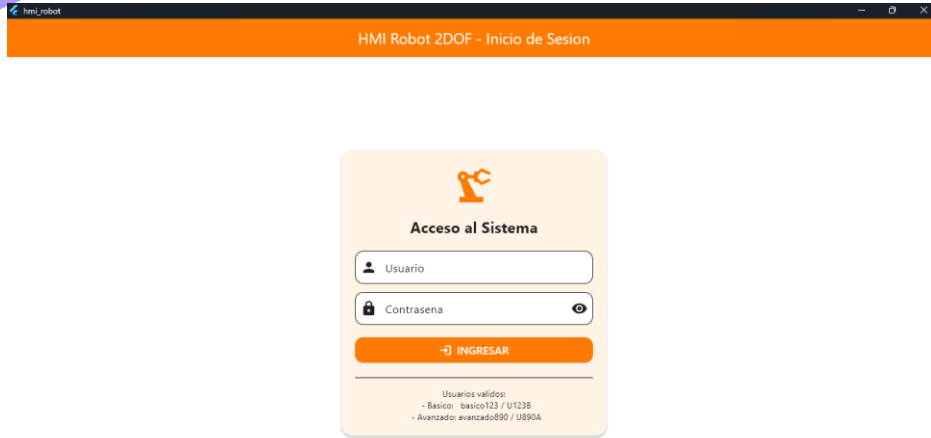 hmi_robot
HMI Robot 2DOF - Inicio de Sesion
Acceso al Sistema
Usuario
Contrasena
INGRESAR
Usuarios validos:
- Basico: basico123 / U123B
- Avanzado: avanzado890 / U890A